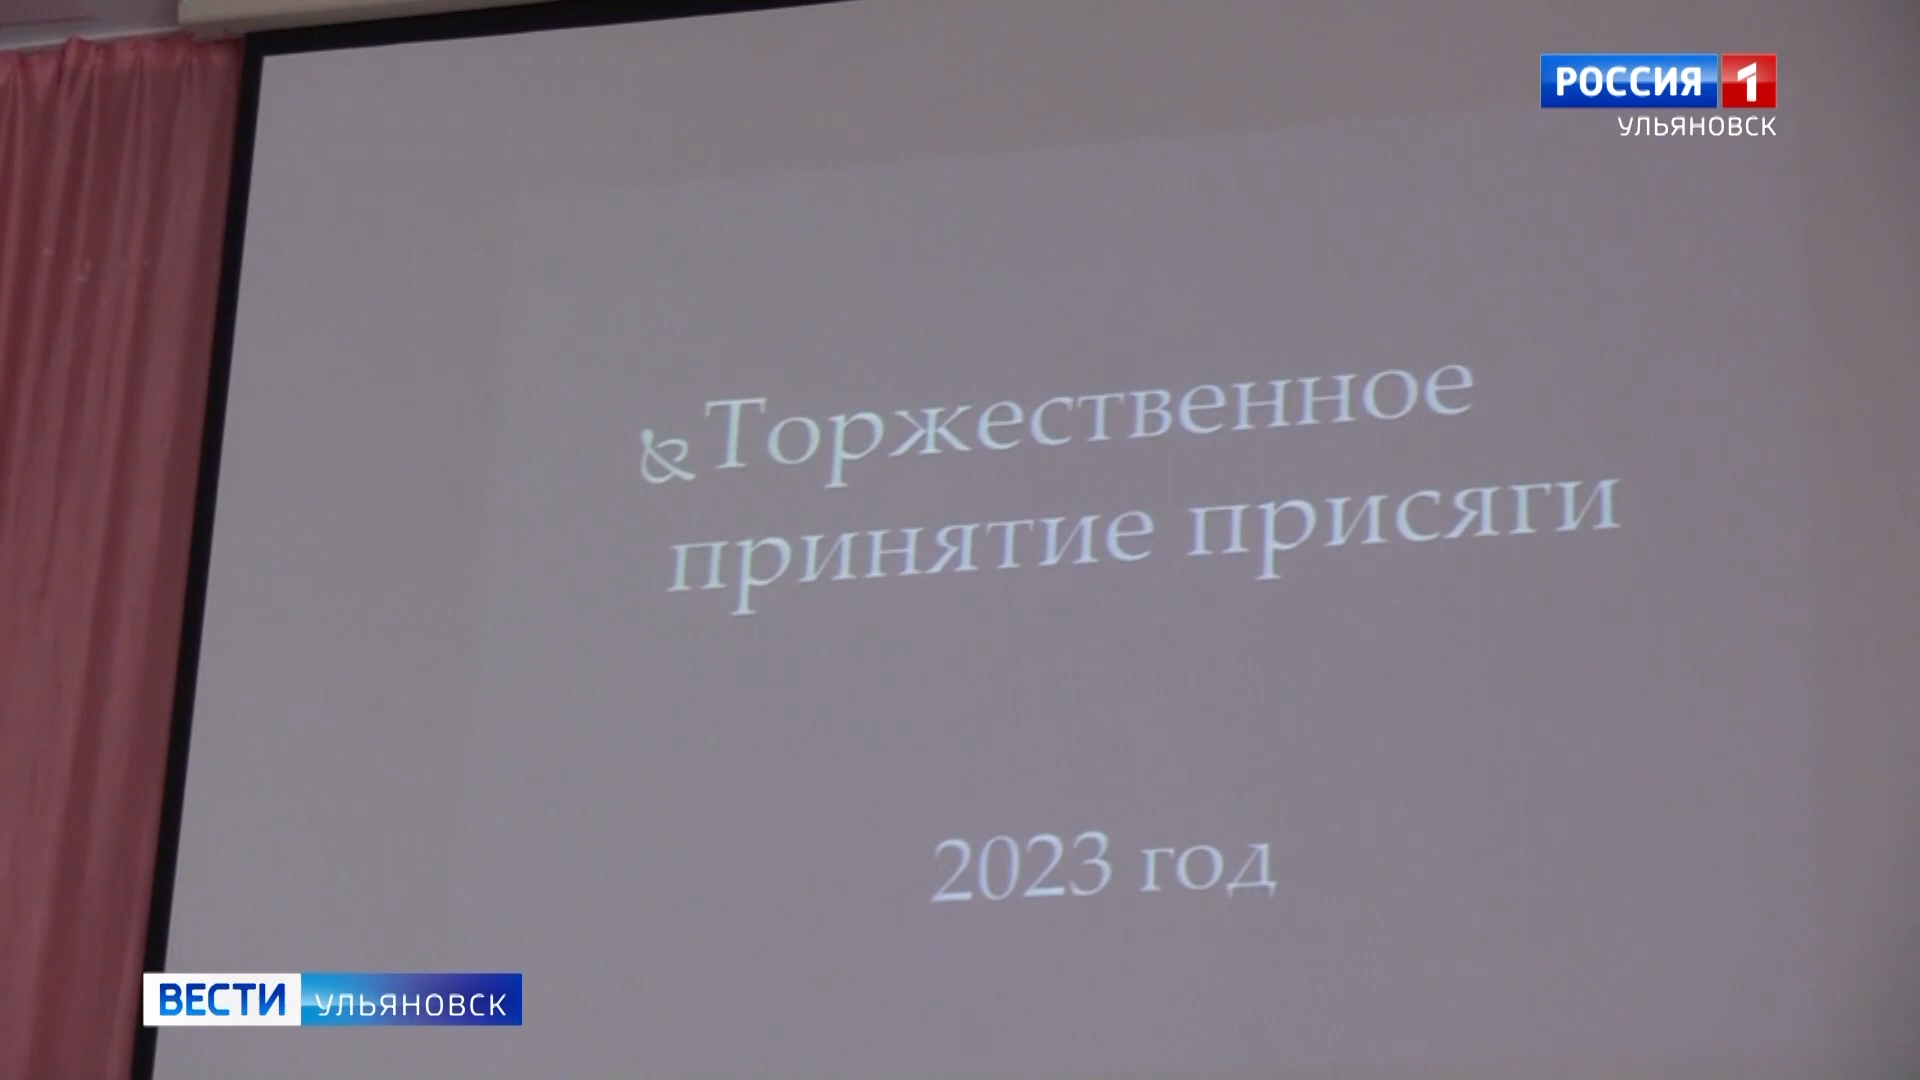 РОССИЯ 1
УЛЬЯНОВСК
Торжественное
принятие присяги
2023 год
ВЕСТИ УЛЬЯНОВСК